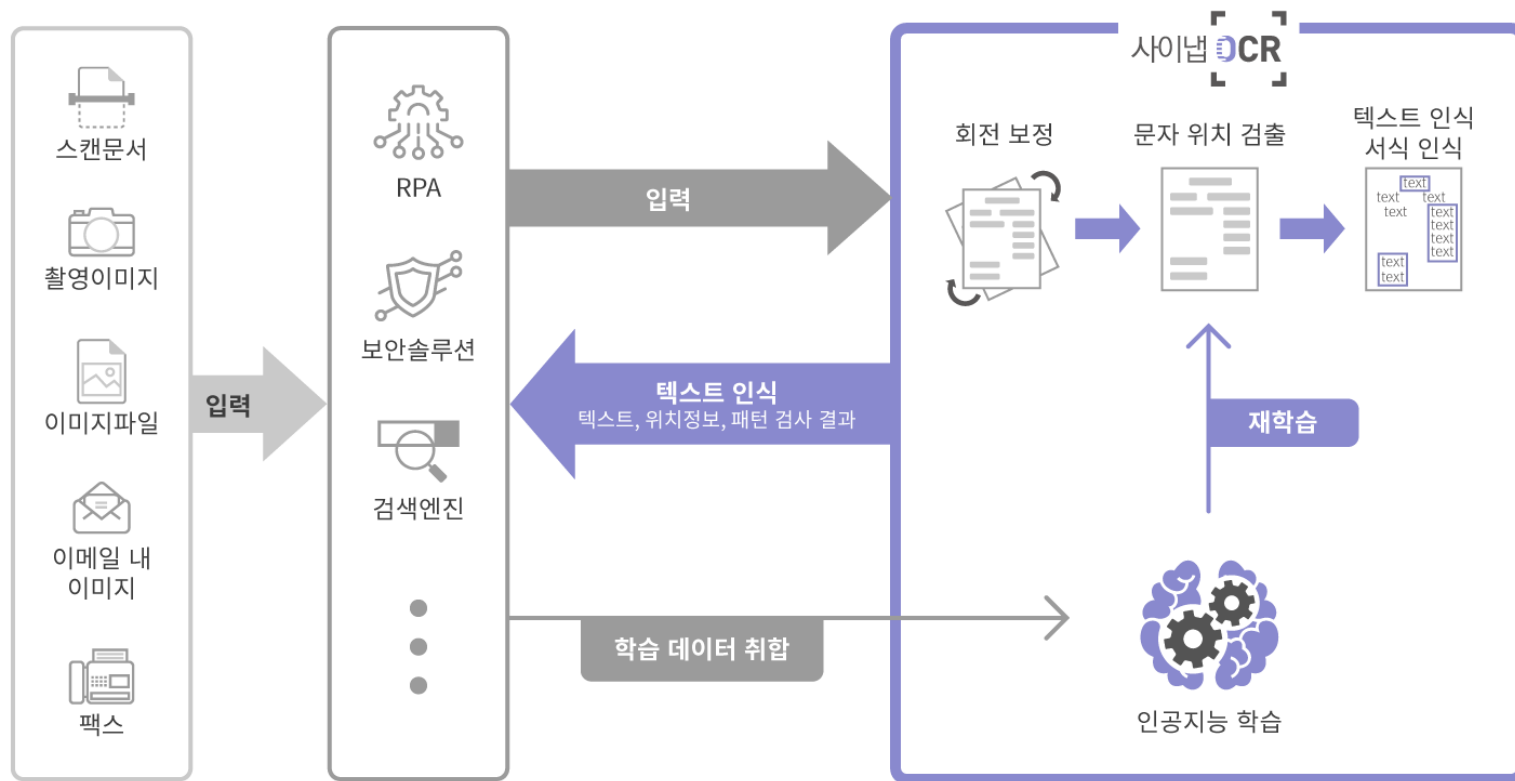 스캔문서
촬영이미지
이미지파일
이메일 내
이미지
팩스
입력
RPA
보안솔루션
검색엔진
입력
텍스트 인식
텍스트, 위치정보, 패턴 검사 결과
학습 데이터 취합
사이냅 OCR
회전 보정
문자 위치 검출
텍스트 인식
서식 인식
text
text text
text text
text
text
text
text
text
재학습
인공지능 학습